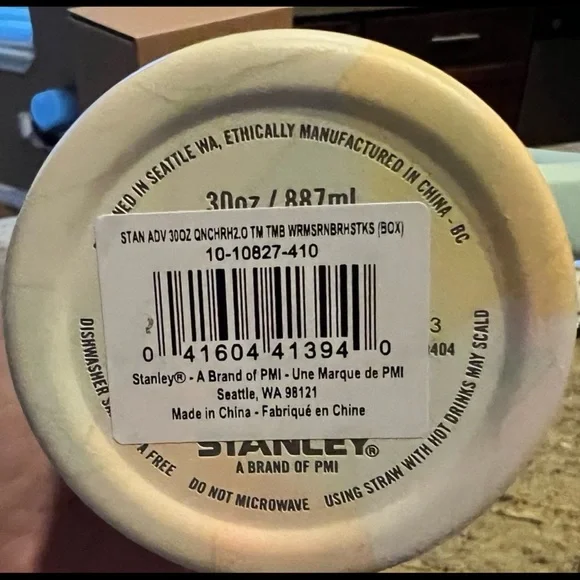 NED IN SEATTLE WA, ETHICALLY MANUFACTURED IN CHINA - BC
30oz / 887ml
STAN ADV 30OZ QNCHRH2.O TM TMB WRMSRNBRHSTKS (BOX)
10-10827-410
0 41604 41394 0
Stanley® - A Brand of PMI - Une Marque de PMI
Seattle, WA 98121
Made in China - Fabriqué en Chine
3
0404
STANLEY®
A BRAND OF PMI
DISHWASHER
A FREE
DO NOT MICROWAVE
USING STRAW WITH HOT DRINKS MAY SCALD